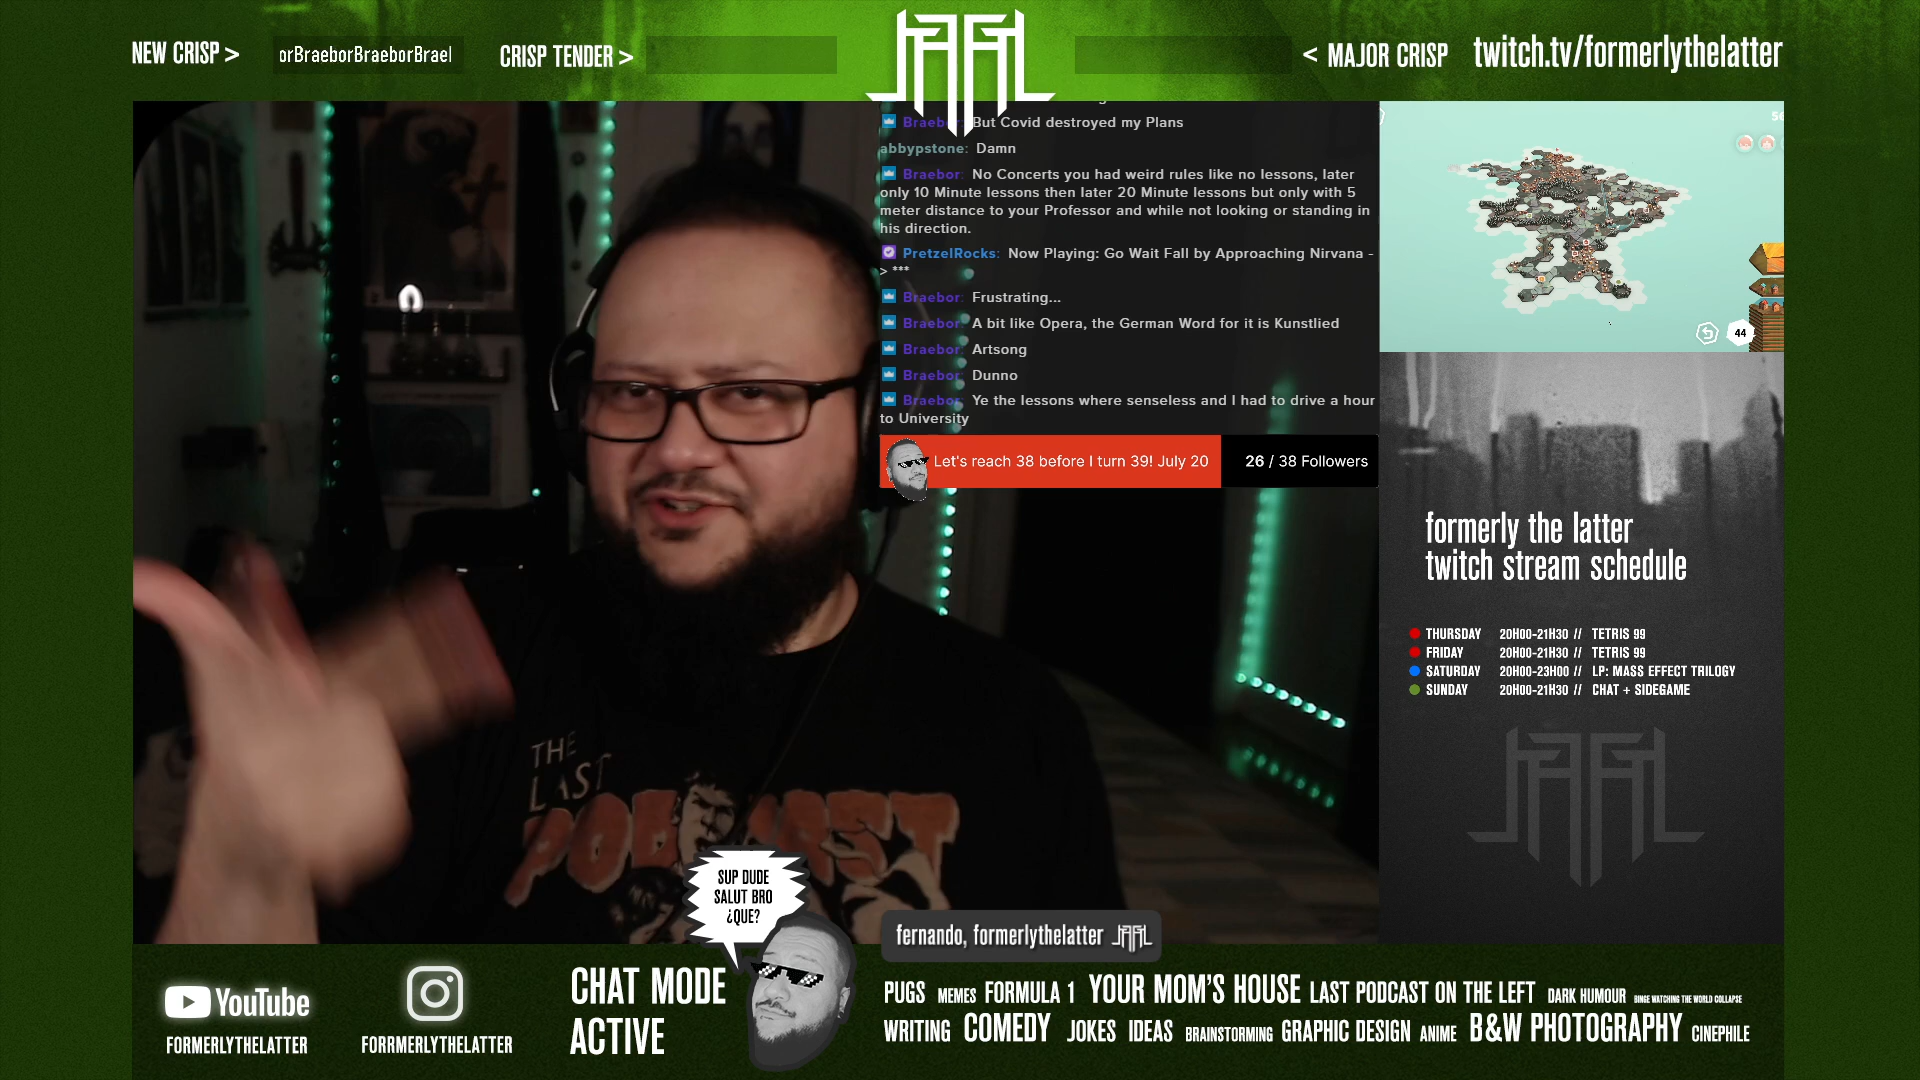 NEW CRISP >
orBraeborBraeborBrael
CRISP TENDER >
< MAJOR CRISP
twitch.tv/formerlythelatter
Braebor: But Covid destroyed my Plans
abbypstone: Damn
Braebor: No Concerts you had weird rules like no lessons, later
only 10 Minute lessons then later 20 Minute lessons but only with 5
meter distance to your Professor and while not looking or standing in
his direction.
PretzelRocks: Now Playing: Go Wait Fall by Approaching Nirvana -
> ***
Braebor: Frustrating...
Braebor: A bit like Opera, the German Word for it is Kunstlied
Braebor: Artsong
Braebor: Dunno
Braebor: Ye the lessons where senseless and I had to drive a hour
to University
Let's reach 38 before I turn 39! July 20
26 / 38 Followers
44
formerly the latter
twitch stream schedule
THURSDAY 20H00-21H30 // TETRIS 99
FRIDAY 20H00-21H30 // TETRIS 99
SATURDAY 20H00-23H00 // LP: MASS EFFECT TRILOGY
SUNDAY 20H00-21H30 // CHAT + SIDEGAME
THE
LAST
PODCAST
SUP DUDE
SALUT BRO
¿QUE?
fernando, formerlythelatter
YouTube
FORMERLYTHELATTER
FORRMERLYTHELATTER
CHAT MODE
ACTIVE
PUGS MEMES FORMULA 1 YOUR MOM'S HOUSE LAST PODCAST ON THE LEFT DARK HUMOUR BINGE WATCHING THE WORLD COLLAPSE
WRITING COMEDY JOKES IDEAS BRAINSTORMING GRAPHIC DESIGN ANIME B&W PHOTOGRAPHY CINEPHILE